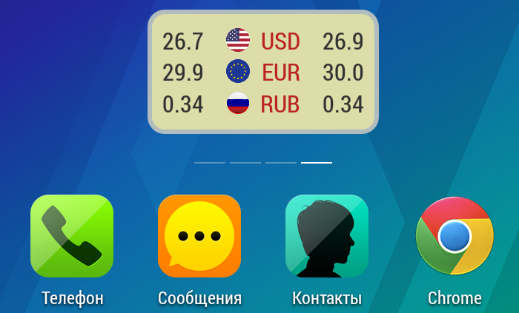 26.7 USD 26.9
29.9 EUR 30.0
0.34 RUB 0.34
Телефон Сообщения Контакты Chrome